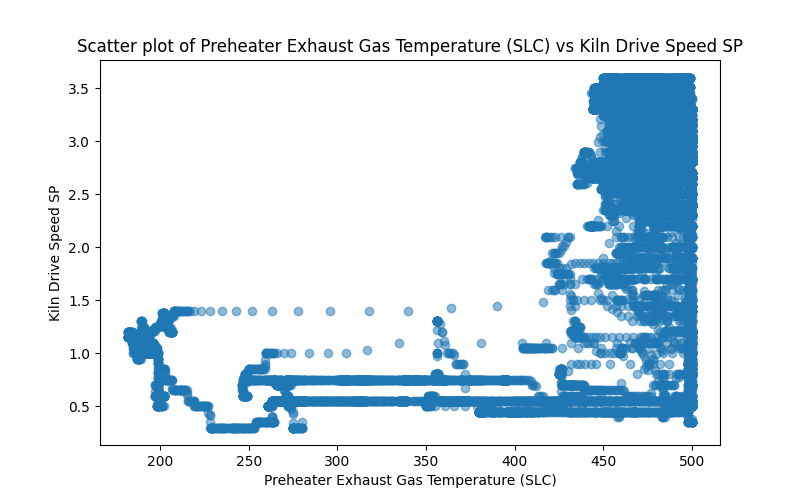 Scatter plot of Preheater Exhaust Gas Temperature (SLC) vs Kiln Drive Speed SP
3.5
3.0
2.5
2.0
1.5
1.0
0.5
Kiln Drive Speed SP
200 250 300 350 400 450 500
Preheater Exhaust Gas Temperature (SLC)